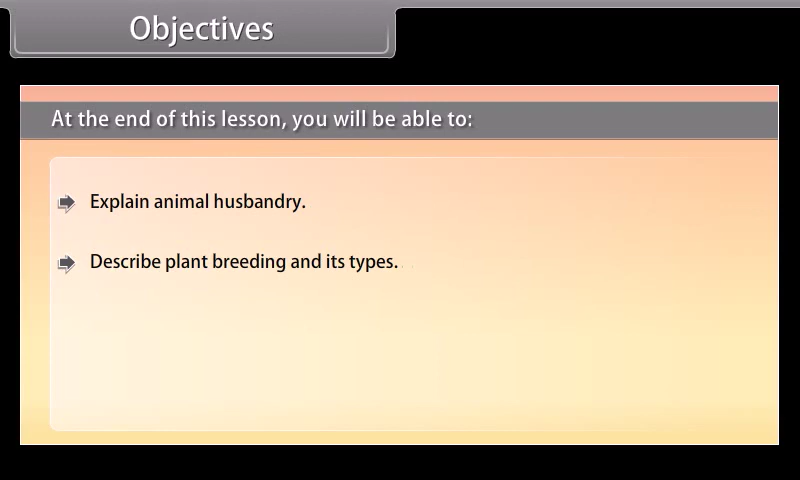 Objectives
At the end of this lesson, you will be able to:
Explain animal husbandry.
Describe plant breeding and its types.